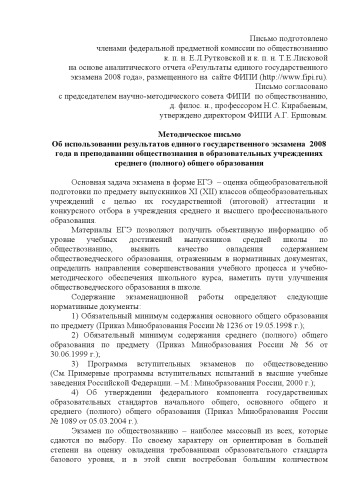 Письмо подготовлено
членами федеральной предметной комиссии по обществознанию
к. п. н. Е.Л.Рутковской и к. п. н. Т.Е.Лисковой
на основе аналитического отчета «Результаты единого государственного
экзамена 2008 года», размещенного на сайте ФИПИ (http://www.fipi.ru).
Письмо согласовано
с председателем научно-методического совета ФИПИ по обществознанию,
д. филос. н., профессором Н.С. Кирабаевым,
утверждено директором ФИПИ А.Г. Ершовым.
Методическое письмо
Об использовании результатов единого государственного экзамена 2008
года в преподавании обществознания в образовательных учреждениях
среднего (полного) общего образования
Основная задача экзамена в форме ЕГЭ – оценка общеобразовательной
подготовки по предмету выпускников XI (XII) классов общеобразовательных
учреждений с целью их государственной (итоговой) аттестации и
конкурсного отбора в учреждения среднего и высшего профессионального
образования.
Материалы ЕГЭ позволяют получить объективную информацию об
уровне учебных достижений выпускников средней школы по
обществознанию, выявить качество овладения содержанием
обществоведческого образования, отраженным в нормативных документах,
определить направления совершенствования учебного процесса и учебно-
методического обеспечения школьного курса, наметить пути улучшения
обществоведческого образования в школе.
Содержание экзаменационной работы определяют следующие
нормативные документы:
1) Обязательный минимум содержания основного общего образования
по предмету (Приказ Минобразования России № 1236 от 19.05.1998 г.);
2) Обязательный минимум содержания среднего (полного) общего
образования по предмету (Приказ Минобразования России № 56 от
30.06.1999 г.);
3) Программа вступительных экзаменов по обществоведению
(См. Примерные программы вступительных испытаний в высшие учебные
заведения Российской Федерации. – М.: Минобразования России, 2000 г.);
4) Об утверждении федерального компонента государственных
образовательных стандартов начального общего, основного общего и
среднего (полного) общего образования (Приказ Минобразования России
№ 1089 от 05.03.2004 г.).
Экзамен по обществознанию – наиболее массовый из всех, которые
сдаются по выбору. По своему характеру он ориентирован в большей
степени на оценку овладения требованиями образовательного стандарта
базового уровня, и в этой связи востребован большим количеством